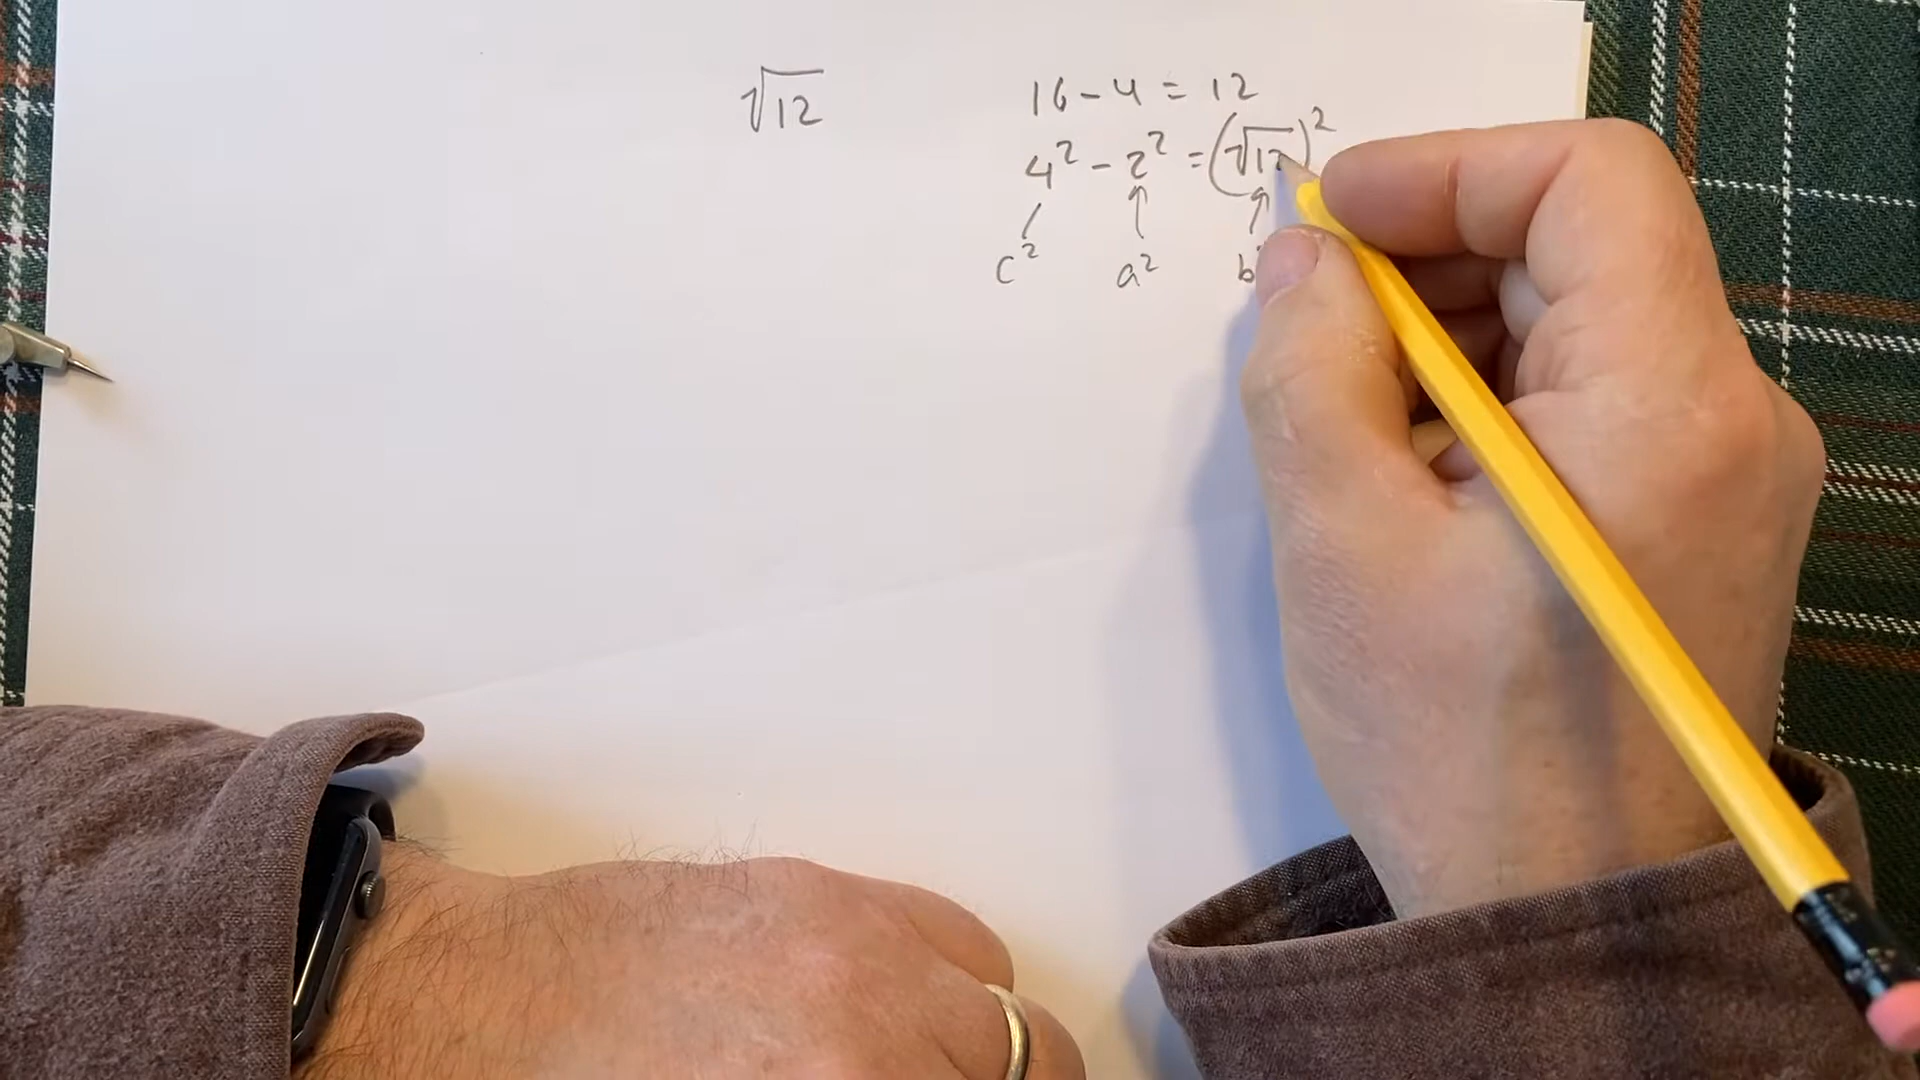 √12
16 - 4 = 12
4² - 2² = (√12)²
c² a² b